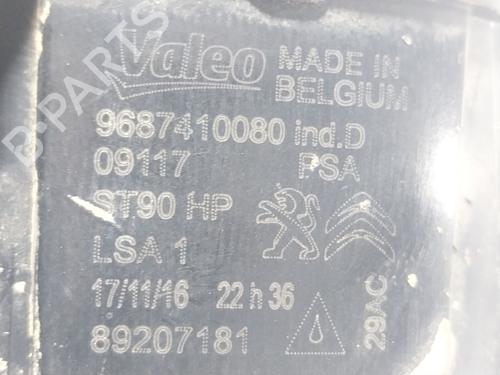 B-PARTS
Valeo
MADE IN
BELGIUM
9687410080 ind.D
09117 PSA
ST90 HP
LSA 1
17/11/16 22 h 36
89207181
29AC